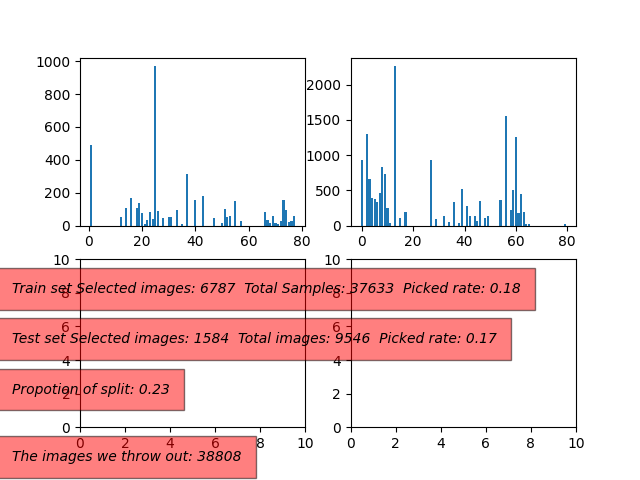 1000
800
600
400
200
0
0 20 40 60 80
2000
1500
1000
500
0
0 20 40 60 80
10
8
6
4
2
0
0 2 4 6 8 10
10
8
6
4
2
0
0 2 4 6 8 10
Train set Selected images: 6787 Total Samples: 37633 Picked rate: 0.18
Test set Selected images: 1584 Total images: 9546 Picked rate: 0.17
Propotion of split: 0.23
The images we throw out: 38808